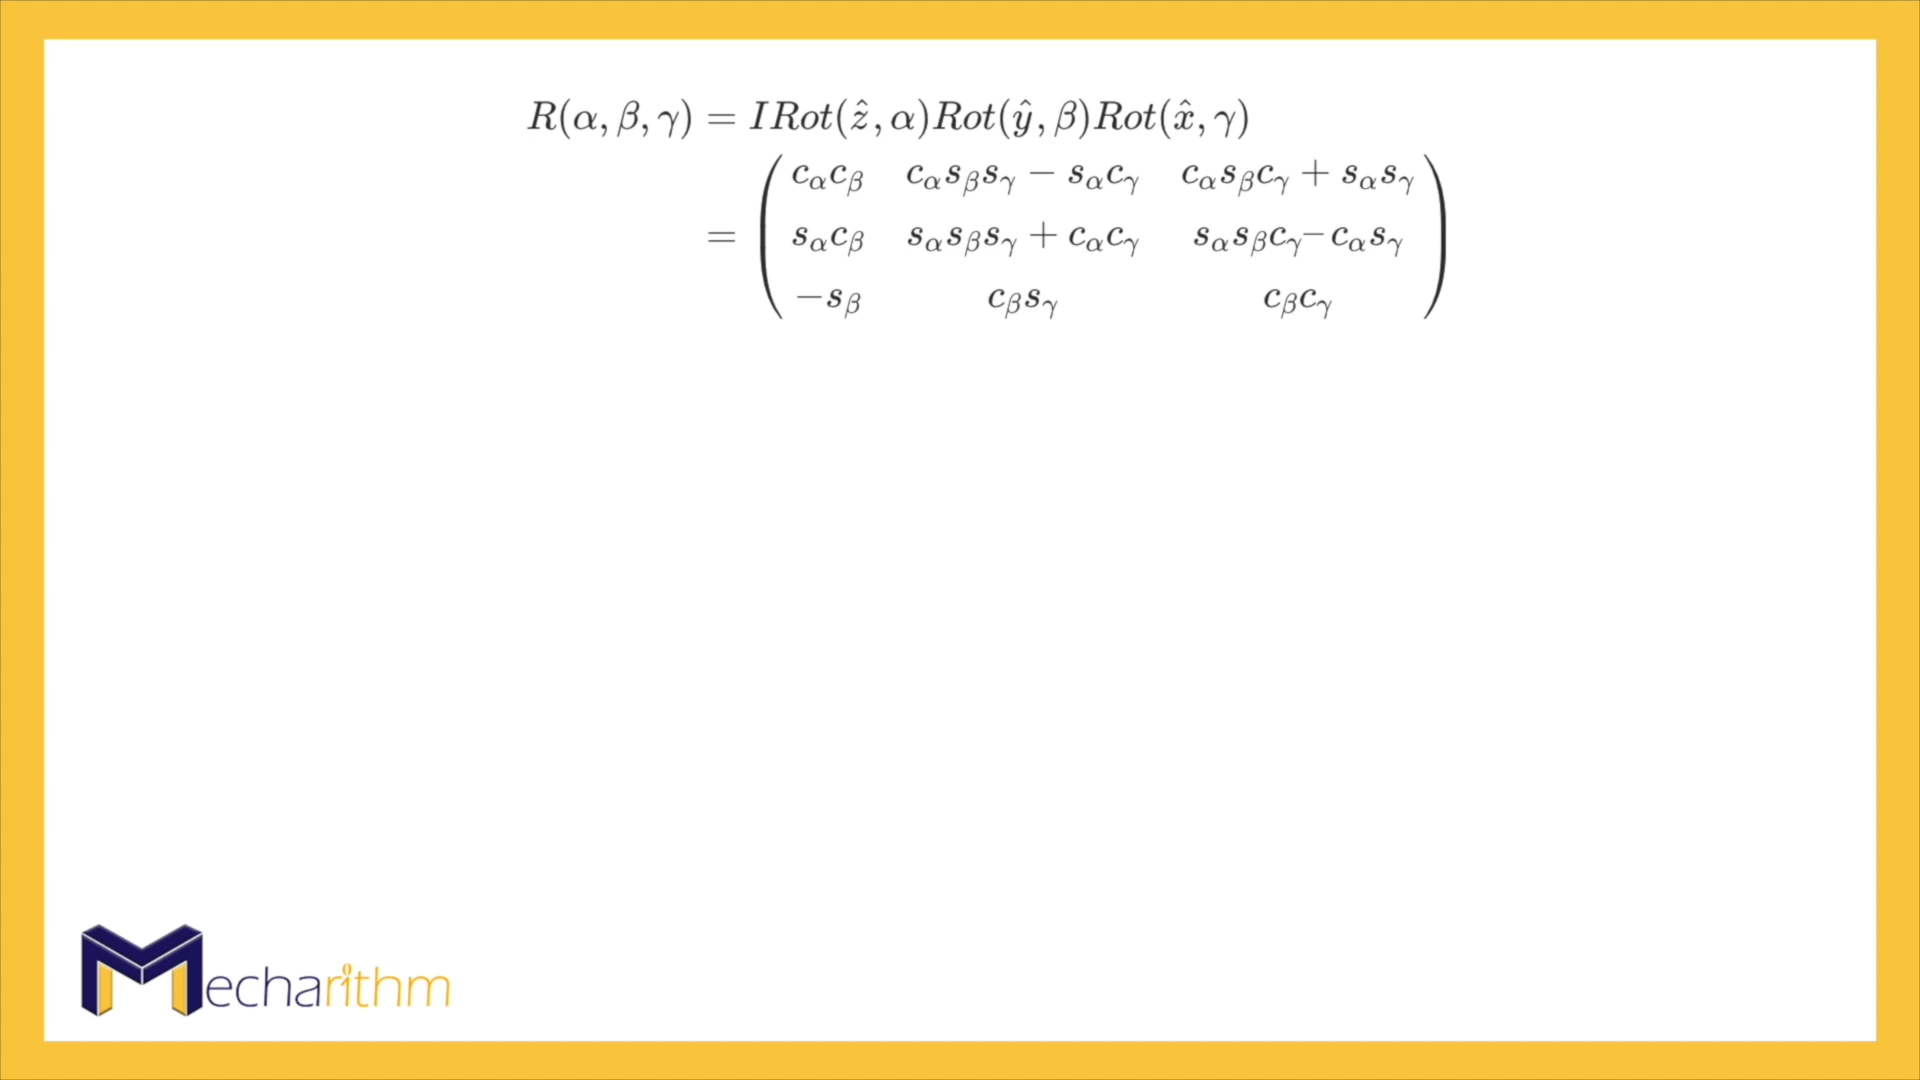 R(α, β, γ) = IRot(ẑ, α)Rot(ŷ, β)Rot(x̂, γ)
= ( c_α c_β   c_α s_β s_γ − s_α c_γ   c_α s_β c_γ + s_α s_γ
s_α c_β   s_α s_β s_γ + c_α c_γ   s_α s_β c_γ – c_α s_γ
−s_β   c_β s_γ   c_β c_γ )
Mecharithm